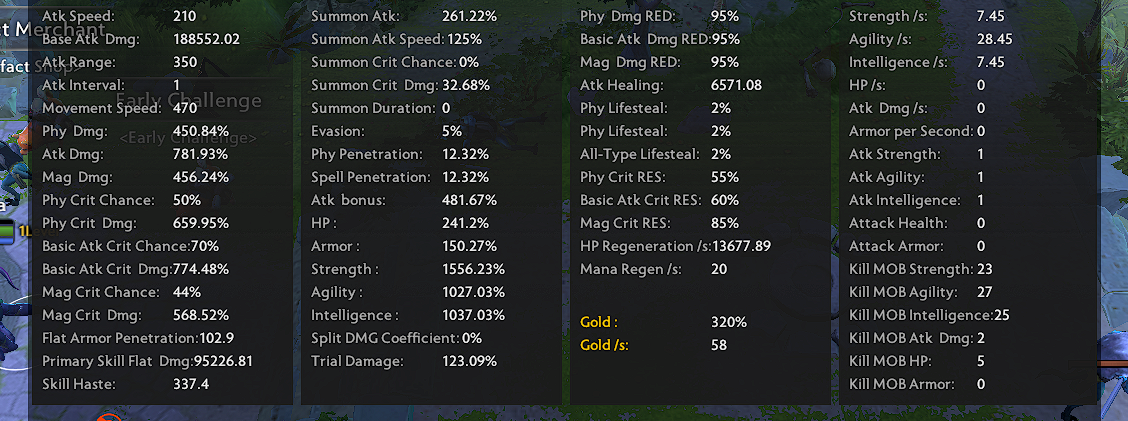 Atk Speed: 210
Base Atk Dmg: 188552.02
Atk Range: 350
Atk Interval: 1
Movement Speed: 470
Phy Dmg: 450.84%
Atk Dmg: 781.93%
Mag Dmg: 456.24%
Phy Crit Chance: 50%
Phy Crit Dmg: 659.95%
Basic Atk Crit Chance:70%
Basic Atk Crit Dmg:774.48%
Mag Crit Chance: 44%
Mag Crit Dmg: 568.52%
Flat Armor Penetration:102.9
Primary Skill Flat Dmg:95226.81
Skill Haste: 337.4
Summon Atk: 261.22%
Summon Atk Speed: 125%
Summon Crit Chance: 0%
Summon Crit Dmg: 32.68%
Summon Duration: 0
Evasion: 5%
Phy Penetration: 12.32%
Spell Penetration: 12.32%
Atk bonus: 481.67%
HP : 241.2%
Armor : 150.27%
Strength : 1556.23%
Agility : 1027.03%
Intelligence : 1037.03%
Split DMG Coefficient: 0%
Trial Damage: 123.09%
Phy Dmg RED: 95%
Basic Atk Dmg RED:95%
Mag Dmg RED: 95%
Atk Healing: 6571.08
Phy Lifesteal: 2%
Phy Lifesteal: 2%
All-Type Lifesteal: 2%
Phy Crit RES: 55%
Basic Atk Crit RES: 60%
Mag Crit RES: 85%
HP Regeneration /s:13677.89
Mana Regen /s: 20
Gold : 320%
Gold /s: 58
Strength /s: 7.45
Agility /s: 28.45
Intelligence /s: 7.45
HP /s: 0
Atk Dmg /s: 0
Armor per Second: 0
Atk Strength: 1
Atk Agility: 1
Atk Intelligence: 1
Attack Health: 0
Attack Armor: 0
Kill MOB Strength: 23
Kill MOB Agility: 27
Kill MOB Intelligence:25
Kill MOB Atk Dmg: 2
Kill MOB HP: 5
Kill MOB Armor: 0
t Merchant
fact Shop>
Early Challenge
<Early Challenge>